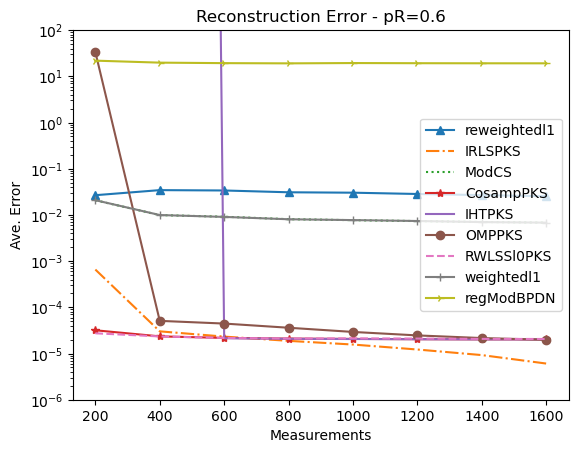 Reconstruction Error - pR=0.6
10^2
10^1
10^0
10^-1
10^-2
10^-3
10^-4
10^-5
10^-6
Ave. Error
reweightedl1
IRLSPKS
ModCS
CosampPKS
IHTPKS
OMPPKS
RWLSSl0PKS
weightedl1
regModBPDN
200 400 600 800 1000 1200 1400 1600
Measurements